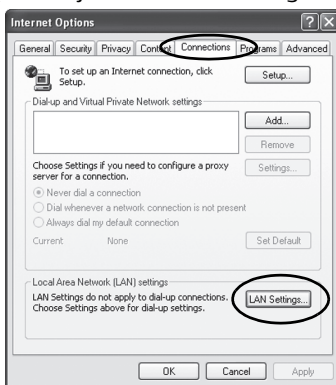 Internet Options
General Security Privacy Content Connections Programs Advanced
To set up an Internet connection, click
Setup.
Setup...
Dial-up and Virtual Private Network settings
Add...
Remove
Choose Settings if you need to configure a proxy
server for a connection.
Settings...
Never dial a connection
Dial whenever a network connection is not present
Always dial my default connection
Current None
Set Default
Local Area Network (LAN) settings
LAN Settings do not apply to dial-up connections.
Choose Settings above for dial-up settings.
LAN Settings...
OK Cancel Apply